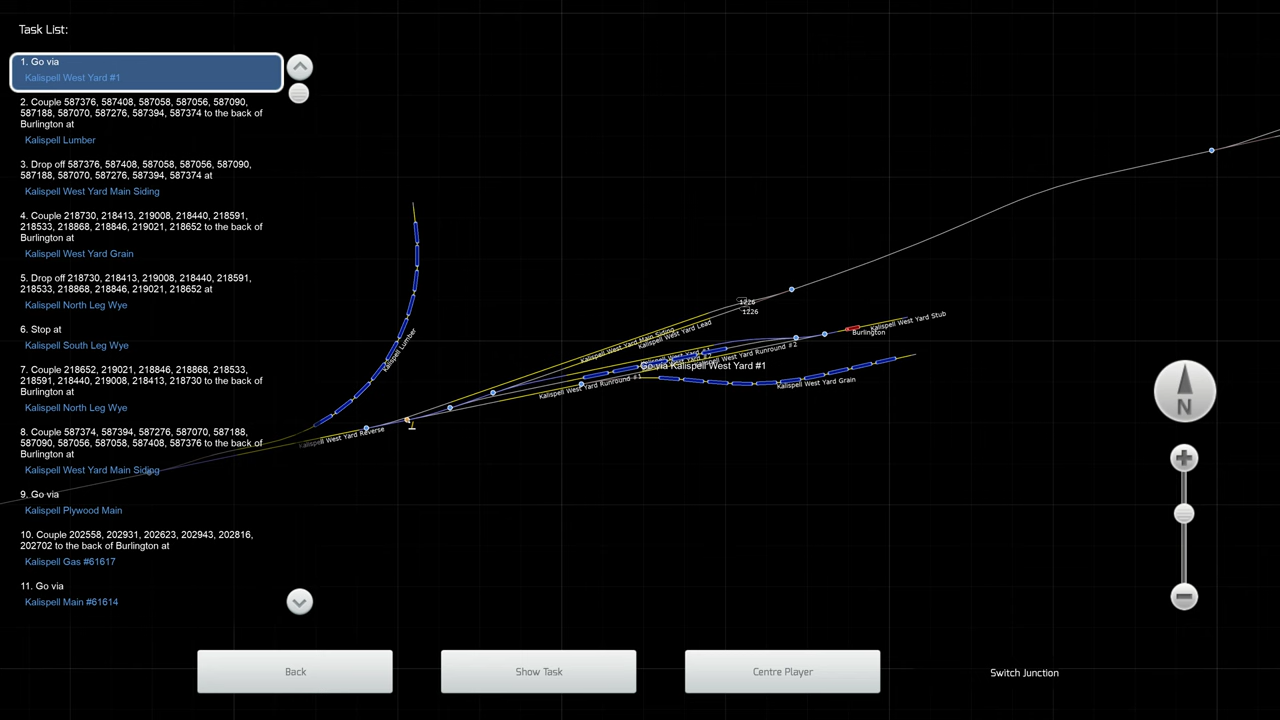 Task List:
1. Go via
Kalispell West Yard #1
2. Couple 587376, 587408, 587058, 587056, 587090,
587188, 587070, 587276, 587394, 587374 to the back of
Burlington at
Kalispell Lumber
3. Drop off 587376, 587408, 587058, 587056, 587090,
587188, 587070, 587276, 587394, 587374 at
Kalispell West Yard Main Siding
4. Couple 218730, 218413, 219008, 218440, 218591,
218533, 218868, 218846, 219021, 218652 to the back of
Burlington at
Kalispell West Yard Grain
5. Drop off 218730, 218413, 219008, 218440, 218591,
218533, 218868, 218846, 219021, 218652 at
Kalispell North Leg Wye
6. Stop at
Kalispell South Leg Wye
7. Couple 218652, 219021, 218846, 218868, 218533,
218591, 218440, 219008, 218413, 218730 to the back of
Burlington at
Kalispell North Leg Wye
8. Couple 587374, 587394, 587276, 587070, 587188,
587090, 587056, 587058, 587408, 587376 to the back of
Burlington at
Kalispell West Yard Main Siding
9. Go via
Kalispell Plywood Main
10. Couple 202558, 202931, 202623, 202943, 202816,
202702 to the back of Burlington at
Kalispell Gas #61617
11. Go via
Kalispell Main #61614
1226
1226
Kalispell West Yard Main Siding
Kalispell West Yard Lead
Kalispell West Yard Stub
Burlington
Kalispell West Yard Runround #2
Go via Kalispell West Yard #1
Kalispell West Yard Grain
Kalispell West Yard Runround #1
Kalispell Lumber
Kalispell West Yard Reverse
N
Back
Show Task
Centre Player
Switch Junction